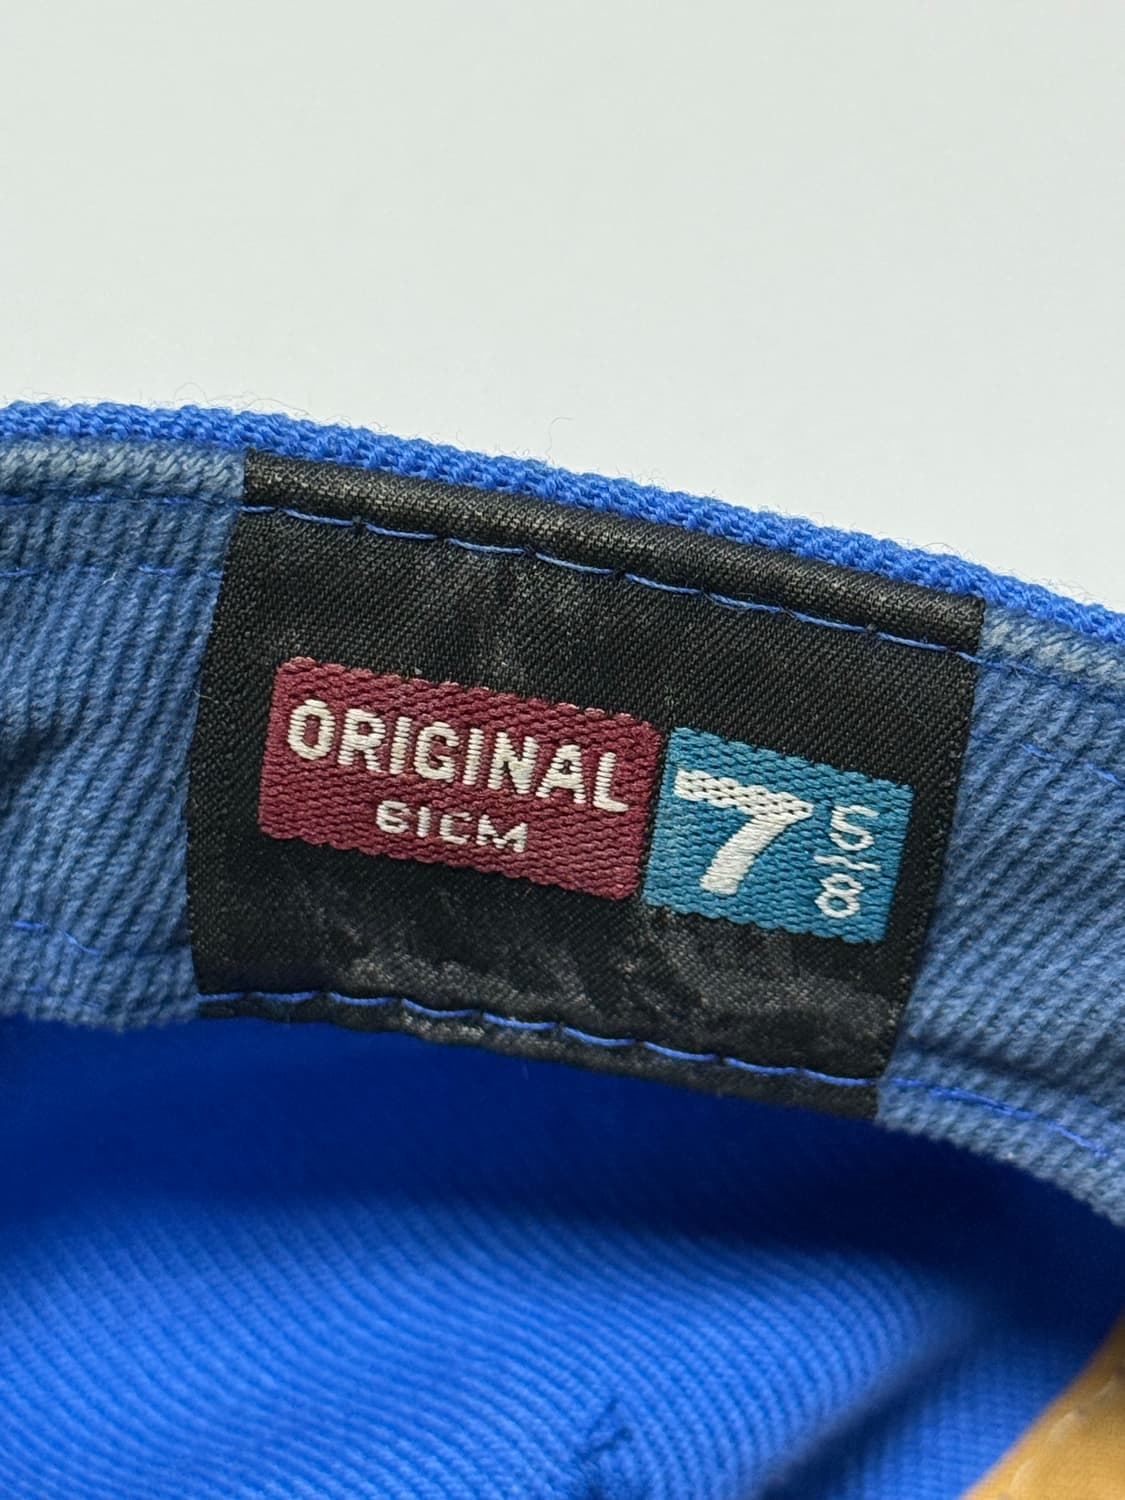 ORIGINAL
61CM
7 5/8